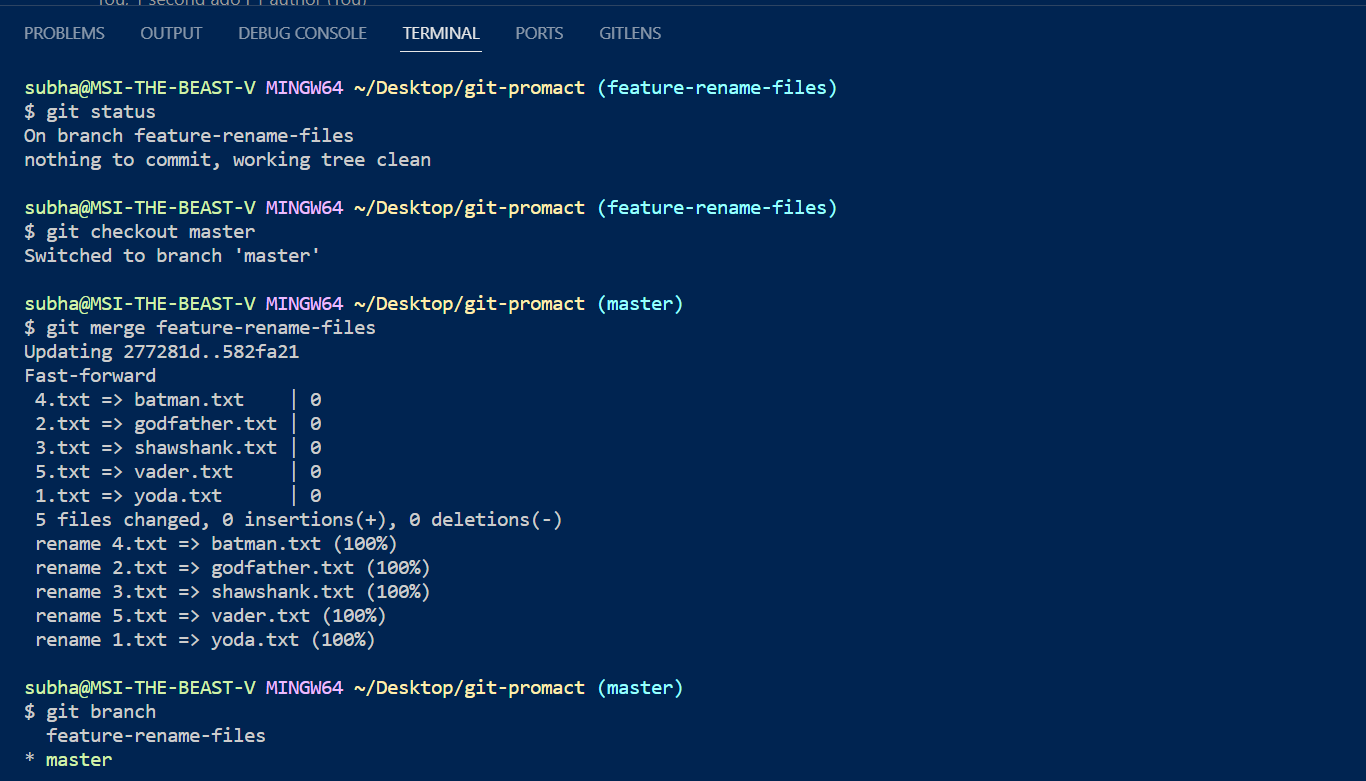 You, 1 second ago | 1 author (You)
PROBLEMS OUTPUT DEBUG CONSOLE TERMINAL PORTS GITLENS
subha@MSI-THE-BEAST-V MINGW64 ~/Desktop/git-promact (feature-rename-files)
$ git status
On branch feature-rename-files
nothing to commit, working tree clean
subha@MSI-THE-BEAST-V MINGW64 ~/Desktop/git-promact (feature-rename-files)
$ git checkout master
Switched to branch 'master'
subha@MSI-THE-BEAST-V MINGW64 ~/Desktop/git-promact (master)
$ git merge feature-rename-files
Updating 277281d..582fa21
Fast-forward
 4.txt => batman.txt    | 0
 2.txt => godfather.txt | 0
 3.txt => shawshank.txt | 0
 5.txt => vader.txt     | 0
 1.txt => yoda.txt      | 0
 5 files changed, 0 insertions(+), 0 deletions(-)
 rename 4.txt => batman.txt (100%)
 rename 2.txt => godfather.txt (100%)
 rename 3.txt => shawshank.txt (100%)
 rename 5.txt => vader.txt (100%)
 rename 1.txt => yoda.txt (100%)
subha@MSI-THE-BEAST-V MINGW64 ~/Desktop/git-promact (master)
$ git branch
  feature-rename-files
* master